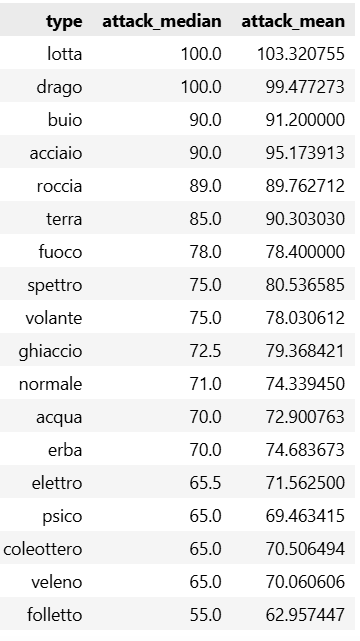 type attack_median attack_mean
lotta 100.0 103.320755
drago 100.0 99.477273
buio 90.0 91.200000
acciaio 90.0 95.173913
roccia 89.0 89.762712
terra 85.0 90.303030
fuoco 78.0 78.400000
spettro 75.0 80.536585
volante 75.0 78.030612
ghiaccio 72.5 79.368421
normale 71.0 74.339450
acqua 70.0 72.900763
erba 70.0 74.683673
elettro 65.5 71.562500
psico 65.0 69.463415
coleottero 65.0 70.506494
veleno 65.0 70.060606
folletto 55.0 62.957447